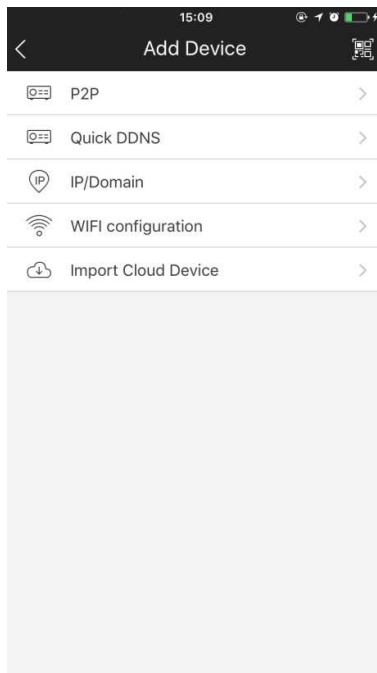 15:09
Add Device
P2P
Quick DDNS
IP
IP/Domain
WIFI configuration
Import Cloud Device